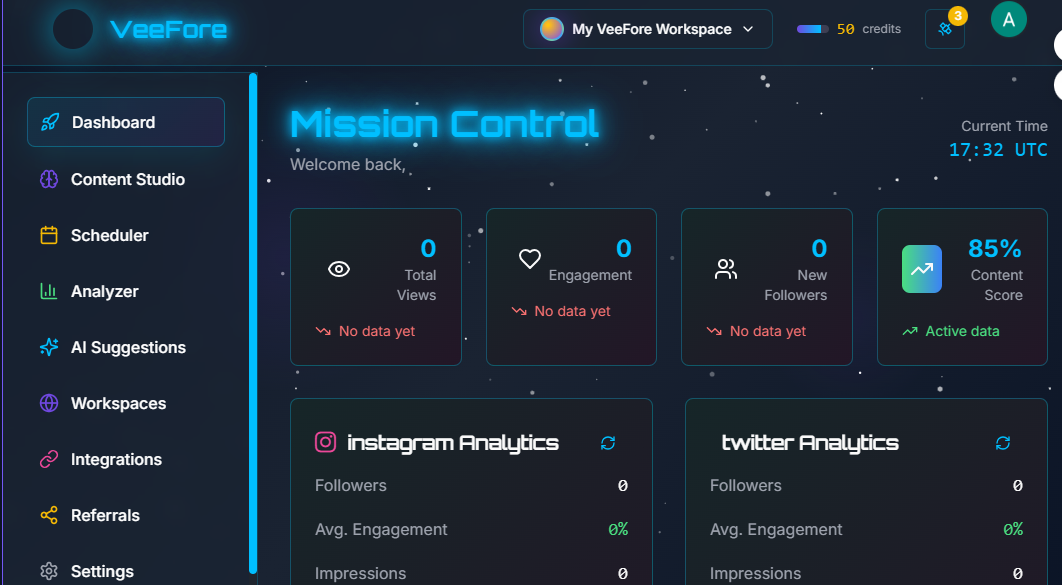 VeeFore
My VeeFore Workspace
50 credits
3
A
Dashboard
Content Studio
Scheduler
Analyzer
AI Suggestions
Workspaces
Integrations
Referrals
Settings
Mission Control
Welcome back,
Current Time
17:32 UTC
0
Total
Views
No data yet
0
Engagement
No data yet
0
New
Followers
No data yet
85%
Content
Score
Active data
instagram Analytics
Followers 0
Avg. Engagement 0%
Impressions 0
twitter Analytics
Followers 0
Avg. Engagement 0%
Impressions 0